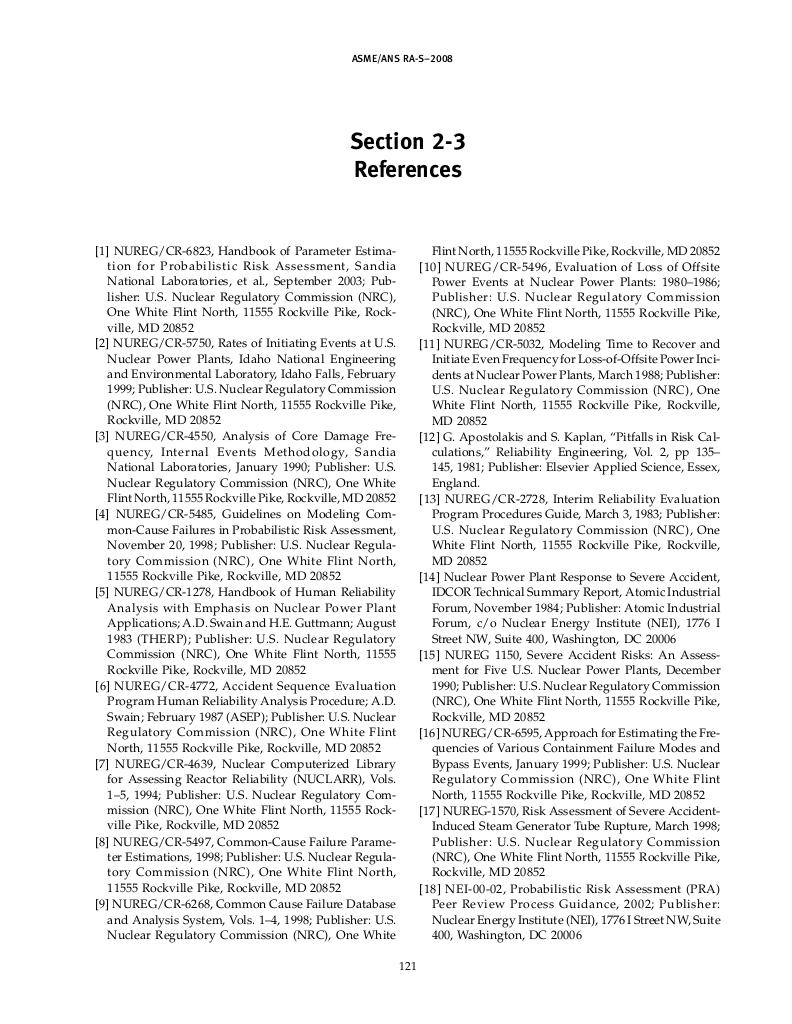 ASME/ANS RA-S–2008
Section 2-3
References
[1] NUREG/CR-6823, Handbook of Parameter Estima-
tion for Probabilistic Risk Assessment, Sandia
National Laboratories, et al., September 2003; Pub-
lisher: U.S. Nuclear Regulatory Commission (NRC),
One White Flint North, 11555 Rockville Pike, Rock-
ville, MD 20852
[2] NUREG/CR-5750, Rates of Initiating Events at U.S.
Nuclear Power Plants, Idaho National Engineering
and Environmental Laboratory, Idaho Falls, February
1999; Publisher: U.S. Nuclear Regulatory Commission
(NRC), One White Flint North, 11555 Rockville Pike,
Rockville, MD 20852
[3] NUREG/CR-4550, Analysis of Core Damage Fre-
quency, Internal Events Methodology, Sandia
National Laboratories, January 1990; Publisher: U.S.
Nuclear Regulatory Commission (NRC), One White
Flint North, 11555 Rockville Pike, Rockville, MD 20852
[4] NUREG/CR-5485, Guidelines on Modeling Com-
mon-Cause Failures in Probabilistic Risk Assessment,
November 20, 1998; Publisher: U.S. Nuclear Regula-
tory Commission (NRC), One White Flint North,
11555 Rockville Pike, Rockville, MD 20852
[5] NUREG/CR-1278, Handbook of Human Reliability
Analysis with Emphasis on Nuclear Power Plant
Applications; A.D. Swain and H.E. Guttmann; August
1983 (THERP); Publisher: U.S. Nuclear Regulatory
Commission (NRC), One White Flint North, 11555
Rockville Pike, Rockville, MD 20852
[6] NUREG/CR-4772, Accident Sequence Evaluation
Program Human Reliability Analysis Procedure; A.D.
Swain; February 1987 (ASEP); Publisher: U.S. Nuclear
Regulatory Commission (NRC), One White Flint
North, 11555 Rockville Pike, Rockville, MD 20852
[7] NUREG/CR-4639, Nuclear Computerized Library
for Assessing Reactor Reliability (NUCLARR), Vols.
1–5, 1994; Publisher: U.S. Nuclear Regulatory Com-
mission (NRC), One White Flint North, 11555 Rock-
ville Pike, Rockville, MD 20852
[8] NUREG/CR-5497, Common-Cause Failure Parame-
ter Estimations, 1998; Publisher: U.S. Nuclear Regula-
tory Commission (NRC), One White Flint North,
11555 Rockville Pike, Rockville, MD 20852
[9] NUREG/CR-6268, Common Cause Failure Database
and Analysis System, Vols. 1–4, 1998; Publisher: U.S.
Nuclear Regulatory Commission (NRC), One White
Flint North, 11555 Rockville Pike, Rockville, MD 20852
[10] NUREG/CR-5496, Evaluation of Loss of Offsite
Power Events at Nuclear Power Plants: 1980–1986;
Publisher: U.S. Nuclear Regulatory Commission
(NRC), One White Flint North, 11555 Rockville Pike,
Rockville, MD 20852
[11] NUREG/CR-5032, Modeling Time to Recover and
Initiate Even Frequency for Loss-of-Offsite Power Inci-
dents at Nuclear Power Plants, March 1988; Publisher:
U.S. Nuclear Regulatory Commission (NRC), One
White Flint North, 11555 Rockville Pike, Rockville,
MD 20852
[12] G. Apostolakis and S. Kaplan, “Pitfalls in Risk Cal-
culations,” Reliability Engineering, Vol. 2, pp 135–
145, 1981; Publisher: Elsevier Applied Science, Essex,
England.
[13] NUREG/CR-2728, Interim Reliability Evaluation
Program Procedures Guide, March 3, 1983; Publisher:
U.S. Nuclear Regulatory Commission (NRC), One
White Flint North, 11555 Rockville Pike, Rockville,
MD 20852
[14] Nuclear Power Plant Response to Severe Accident,
IDCOR Technical Summary Report, Atomic Industrial
Forum, November 1984; Publisher: Atomic Industrial
Forum, c/o Nuclear Energy Institute (NEI), 1776 I
Street NW, Suite 400, Washington, DC 20006
[15] NUREG 1150, Severe Accident Risks: An Assess-
ment for Five U.S. Nuclear Power Plants, December
1990; Publisher: U.S. Nuclear Regulatory Commission
(NRC), One White Flint North, 11555 Rockville Pike,
Rockville, MD 20852
[16] NUREG/CR-6595, Approach for Estimating the Fre-
quencies of Various Containment Failure Modes and
Bypass Events, January 1999; Publisher: U.S. Nuclear
Regulatory Commission (NRC), One White Flint
North, 11555 Rockville Pike, Rockville, MD 20852
[17] NUREG-1570, Risk Assessment of Severe Accident-
Induced Steam Generator Tube Rupture, March 1998;
Publisher: U.S. Nuclear Regulatory Commission
(NRC), One White Flint North, 11555 Rockville Pike,
Rockville, MD 20852
[18] NEI-00-02, Probabilistic Risk Assessment (PRA)
Peer Review Process Guidance, 2002; Publisher:
Nuclear Energy Institute (NEI), 1776 I Street NW, Suite
400, Washington, DC 20006
121